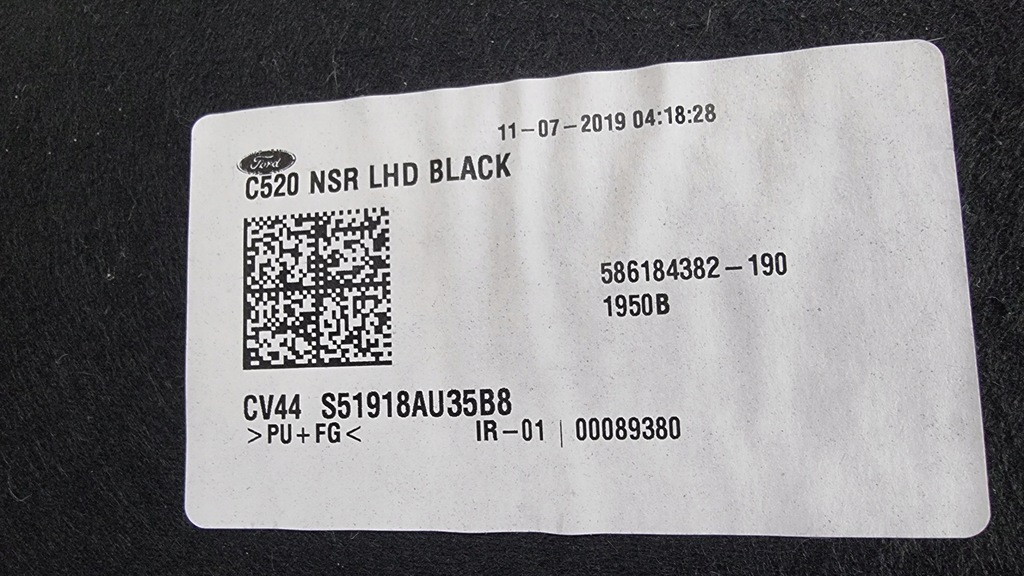 11-07-2019 04:18:28
Ford
C520 NSR LHD BLACK
586184382-190
1950B
CV44 S51918AU35B8
>PU+FG< IR-01 | 00089380